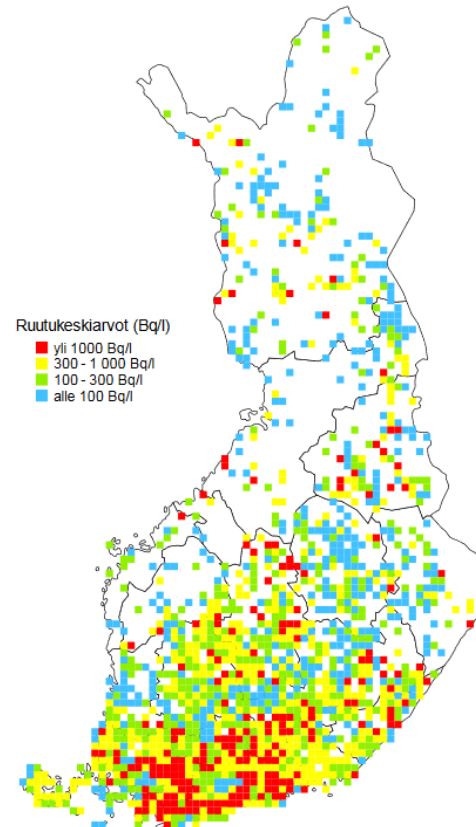 Ruutukeskiarvot (Bq/l)
yli 1000 Bq/l
300 - 1 000 Bq/l
100 - 300 Bq/l
alle 100 Bq/l